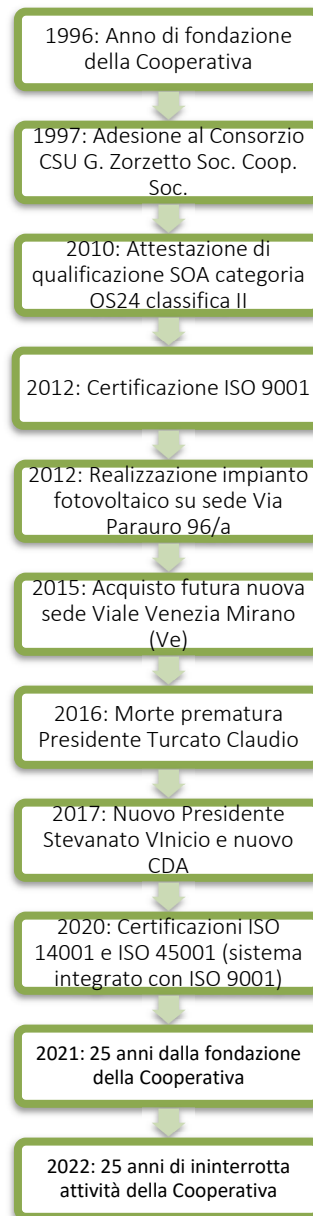 1996: Anno di fondazione
della Cooperativa
1997: Adesione al Consorzio
CSU G. Zorzetto Soc. Coop.
Soc.
2010: Attestazione di
qualificazione SOA categoria
OS24 classifica II
2012: Certificazione ISO 9001
2012: Realizzazione impianto
fotovoltaico su sede Via
Parauro 96/a
2015: Acquisto futura nuova
sede Viale Venezia Mirano
(Ve)
2016: Morte prematura
Presidente Turcato Claudio
2017: Nuovo Presidente
Stevanato VInicio e nuovo
CDA
2020: Certificazioni ISO
14001 e ISO 45001 (sistema
integrato con ISO 9001)
2021: 25 anni dalla fondazione
della Cooperativa
2022: 25 anni di ininterrotta
attività della Cooperativa